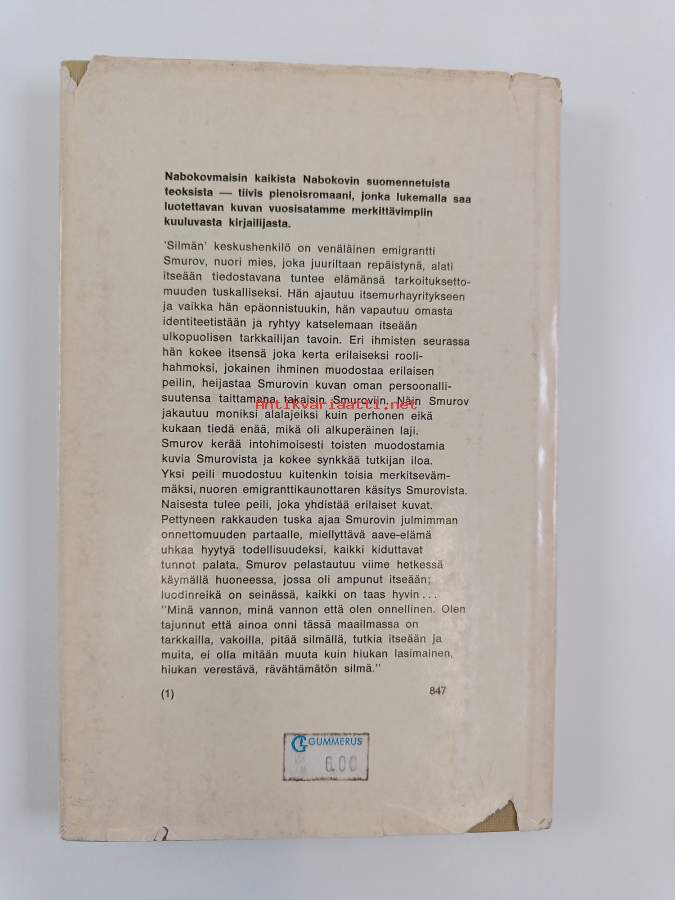 Nabokovmaisin kaikista Nabokovin suomennetuista
teoksista — tiivis pienoisromaani, jonka lukemalla saa
luotettavan kuvan vuosisatamme merkittävimpiin
kuuluvasta kirjailijasta.
'Silmän' keskushenkilö on venäläinen emigrantti
Smurov, nuori mies, joka juuriltaan repäistynä, alati
itseään tiedostavana tuntee elämänsä tarkoituksetto-
muuden tuskalliseksi. Hän ajautuu itsemurhayritykseen
ja vaikka hän epäonnistuukin, hän vapautuu omasta
identiteetistään ja ryhtyy katselemaan itseään
ulkopuolisen tarkkailijan tavoin. Eri ihmisten seurassa
hän kokee itsensä joka kerta erilaiseksi rooli-
hahmoksi, jokainen ihminen muodostaa erilaisen
peilin, heijastaa Smurovin kuvan oman persoonalli-
suutensa taittamana takaisin Smuroviin. Näin Smurov
Antikvariaatti.net
jakautuu moniksi alalajeiksi kuin perhonen eikä
kukaan tiedä enää, mikä oli alkuperäinen laji.
Smurov kerää intohimoisesti toisten muodostamia
kuvia Smurovista ja kokee synkkää tutkijan iloa.
Yksi peili muodostuu kuitenkin toisia merkitseväm-
mäksi, nuoren emigranttikaunottaren käsitys Smurovista.
Naisesta tulee peili, joka yhdistää erilaiset kuvat.
Pettyneen rakkauden tuska ajaa Smurovin julmimman
onnettomuuden partaalle, miellyttävä aave-elämä
uhkaa hyytyä todellisuudeksi, kaikki kiduttavat
tunnot palata. Smurov pelastautuu viime hetkessä
käymällä huoneessa, jossa oli ampunut itseään;
luodinreikä on seinässä, kaikki on taas hyvin...
"Minä vannon, minä vannon että olen onnellinen. Olen
tajunnut että ainoa onni tässä maailmassa on
tarkkailla, vakoilla, pitää silmällä, tutkia itseään ja
muita, ei olla mitään muuta kuin hiukan lasimainen,
hiukan verestävä, rävähtämätön silmä."
(1) 847
GUMMERUS
6.00